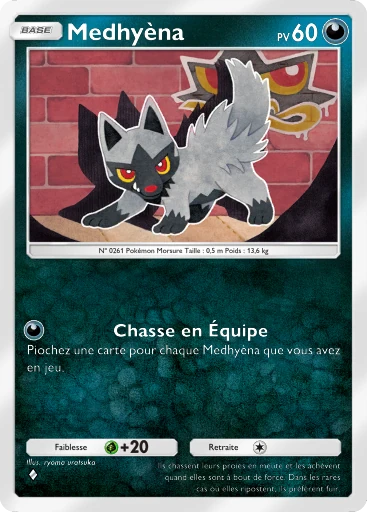 BASE
Medhyèna
PV 60
N° 0261 Pokémon Morsure Taille : 0,5 m Poids : 13,6 kg
Chasse en Équipe
Piochez une carte pour chaque Medhyèna que vous avez
en jeu.
Faiblesse +20
Retraite
Illus. ryoma uratsuka
Ils chassent leurs proies en meute et les achèvent
quand elles sont à bout de force. Dans les rares
cas où elles ripostent, ils préfèrent fuir.